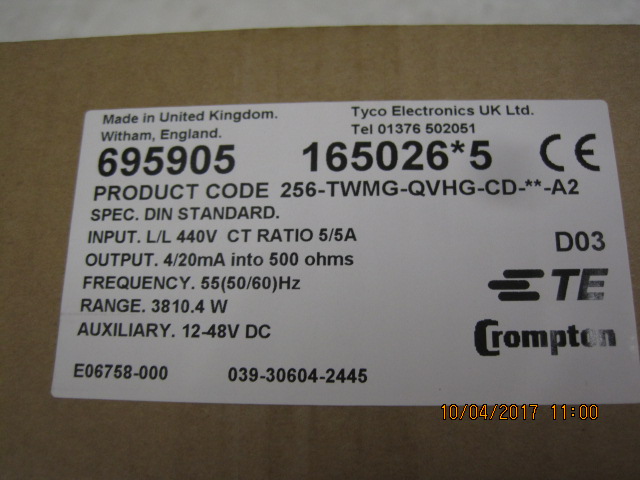 Made in United Kingdom. Tyco Electronics UK Ltd.
Witham, England. Tel 01376 502051
695905 165026*5 CE
PRODUCT CODE 256-TWMG-QVHG-CD-**-A2
SPEC. DIN STANDARD.
INPUT. L/L 440V CT RATIO 5/5A D03
OUTPUT. 4/20mA into 500 ohms
FREQUENCY. 55(50/60)Hz TE
RANGE. 3810.4 W
AUXILIARY. 12-48V DC Crompton
E06758-000 039-30604-2445
10/04/2017 11:00